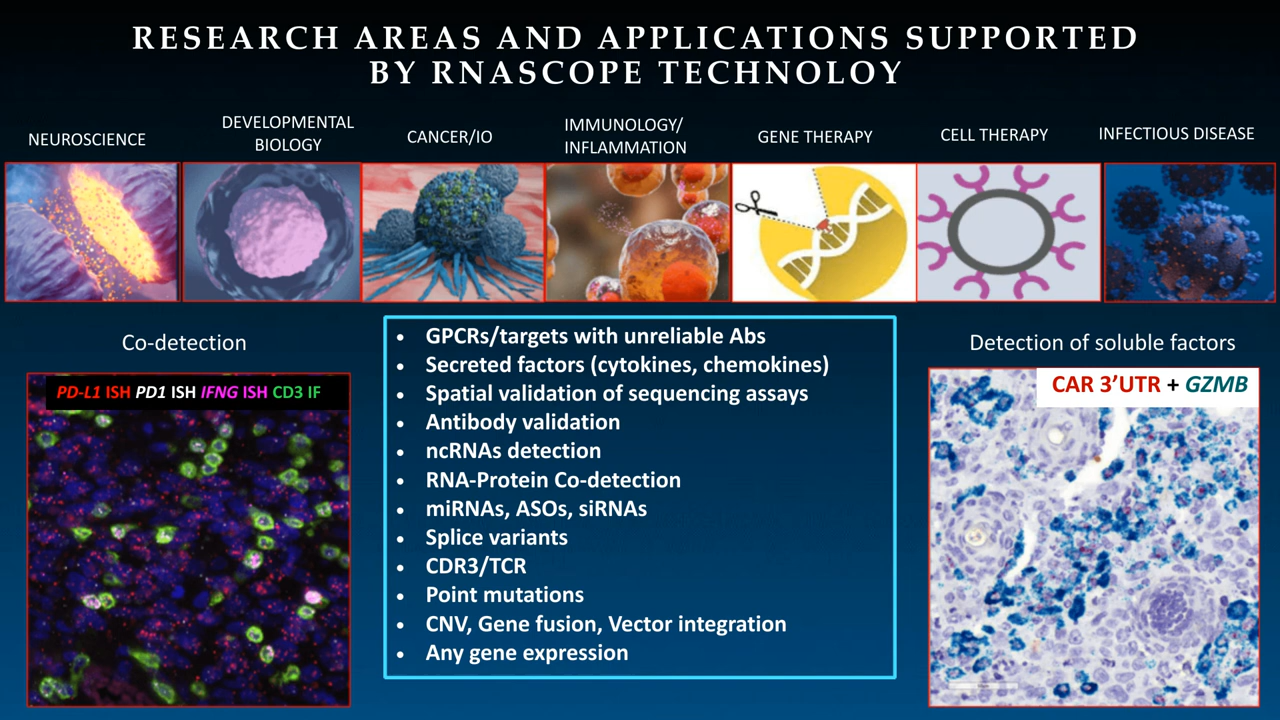 RESEARCH AREAS AND APPLICATIONS SUPPORTED
BY RNASCOPE TECHNOLOY
NEUROSCIENCE
DEVELOPMENTAL
BIOLOGY
CANCER/IO
IMMUNOLOGY/
INFLAMMATION
GENE THERAPY
CELL THERAPY
INFECTIOUS DISEASE
Co-detection
PD-L1 ISH PD1 ISH IFNG ISH CD3 IF
• GPCRs/targets with unreliable Abs
• Secreted factors (cytokines, chemokines)
• Spatial validation of sequencing assays
• Antibody validation
• ncRNAs detection
• RNA-Protein Co-detection
• miRNAs, ASOs, siRNAs
• Splice variants
• CDR3/TCR
• Point mutations
• CNV, Gene fusion, Vector integration
• Any gene expression
Detection of soluble factors
CAR 3’UTR + GZMB